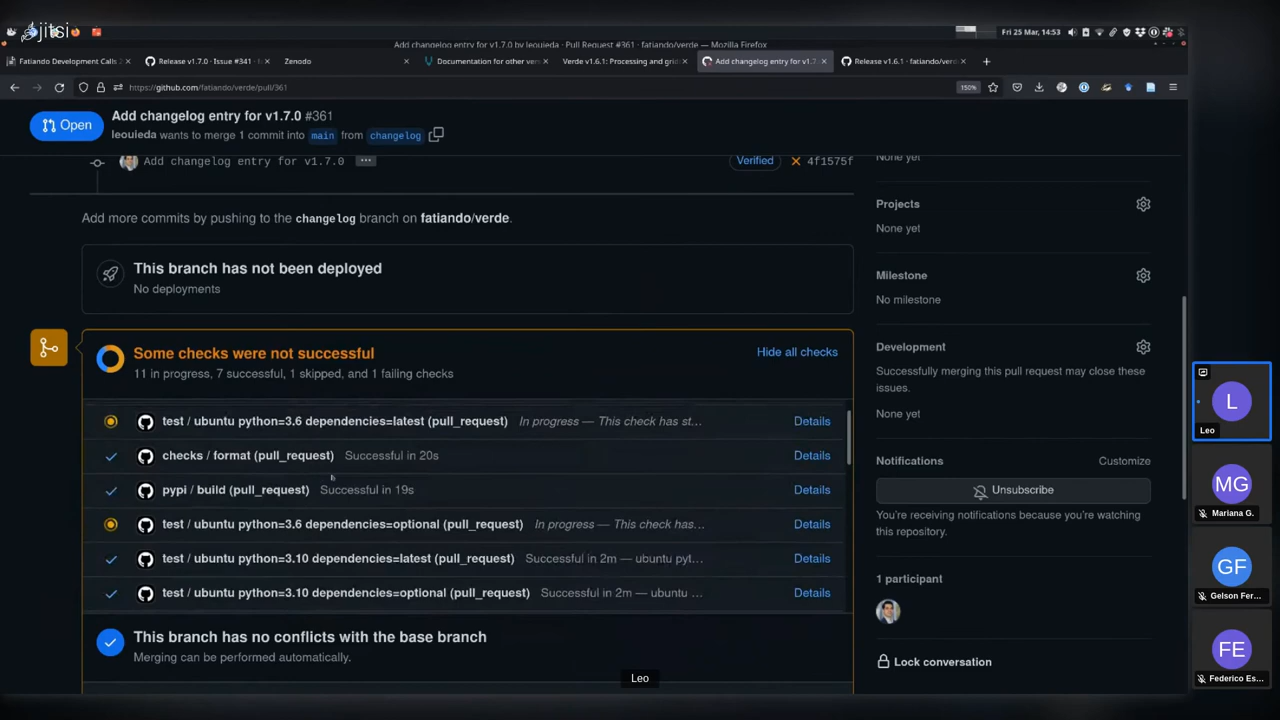 jitsi
Fri 25 Mar, 14:53
Add changelog entry for v1.7.0 by leouieda · Pull Request #361 · fatiando/verde — Mozilla Firefox
Fatiando Development Calls 2
Release v1.7.0 · Issue #341 · f
Zenodo
Documentation for other ver
Verde v1.6.1: Processing and grid
Add changelog entry for v1.7
Release v1.6.1 · fatiando/verd
https://github.com/fatiando/verde/pull/361
150%
Open
Add changelog entry for v1.7.0 #361
leouieda wants to merge 1 commit into main from changelog
Add changelog entry for v1.7.0 ···
Verified
4f1575f
Add more commits by pushing to the changelog branch on fatiando/verde.
This branch has not been deployed
No deployments
Some checks were not successful
Hide all checks
11 in progress, 7 successful, 1 skipped, and 1 failing checks
test / ubuntu python=3.6 dependencies=latest (pull_request) In progress — This check has st... Details
checks / format (pull_request) Successful in 20s Details
pypi / build (pull_request) Successful in 19s Details
test / ubuntu python=3.6 dependencies=optional (pull_request) In progress — This check has... Details
test / ubuntu python=3.10 dependencies=latest (pull_request) Successful in 2m — ubuntu pyt... Details
test / ubuntu python=3.10 dependencies=optional (pull_request) Successful in 2m — ubuntu ... Details
This branch has no conflicts with the base branch
Merging can be performed automatically.
None yet
Projects
None yet
Milestone
No milestone
Development
Successfully merging this pull request may close these
issues.
None yet
Notifications
Customize
Unsubscribe
You're receiving notifications because you're watching
this repository.
1 participant
Lock conversation
Leo
L
Leo
MG
Mariana G.
GF
Gelson Fer...
FE
Federico Es...